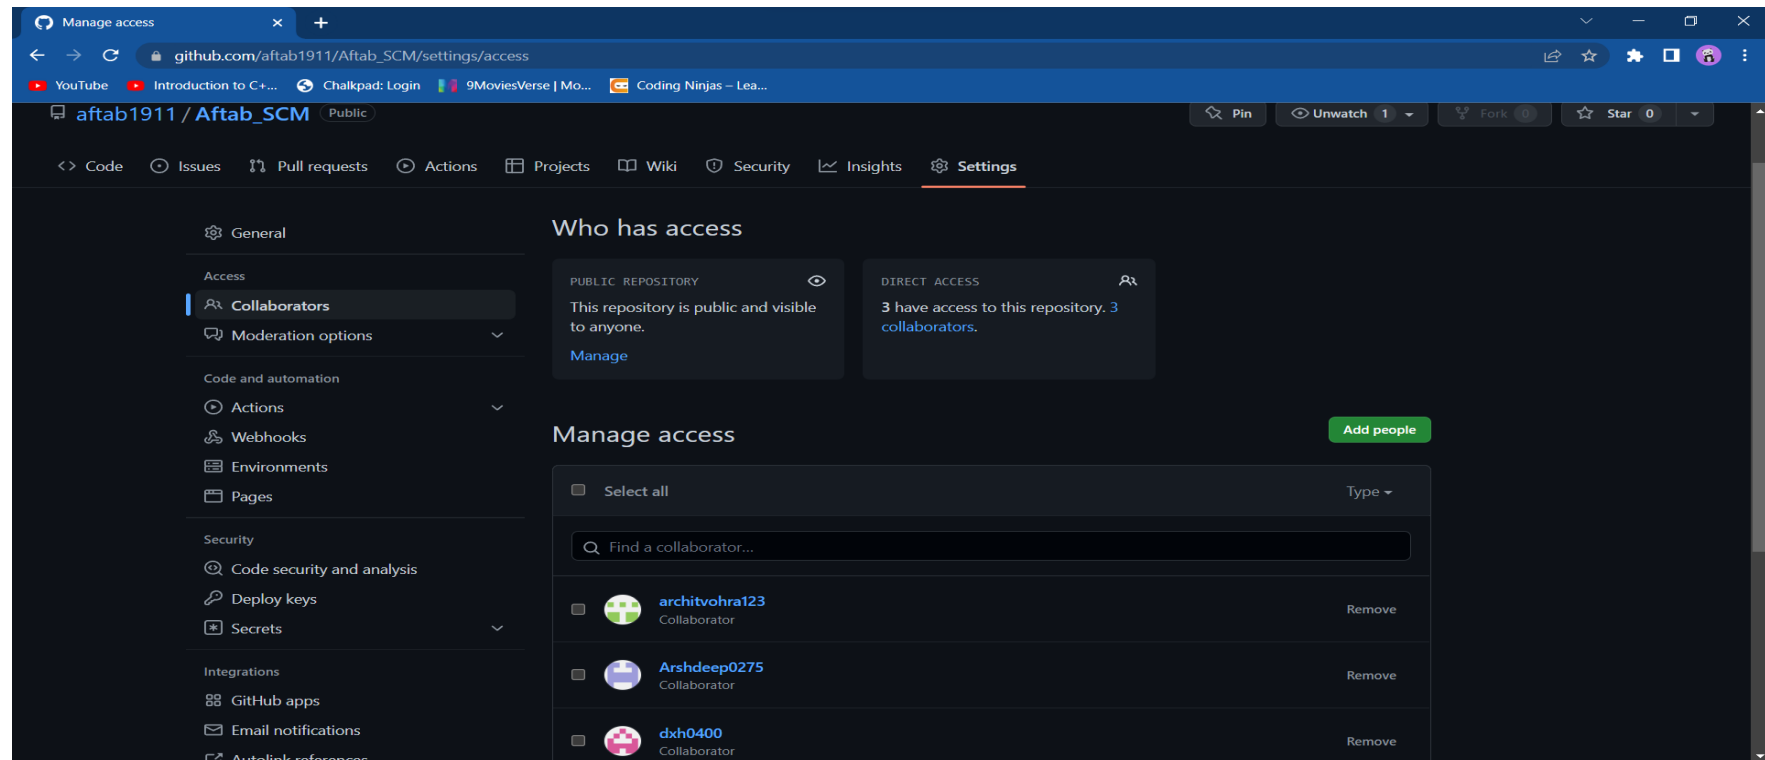 Manage access
github.com/aftab1911/Aftab_SCM/settings/access
YouTube Introduction to C+... Chalkpad: Login 9MoviesVerse | Mo... Coding Ninjas – Lea...
aftab1911 / Aftab_SCM Public Pin Unwatch 1 Fork 0 Star 0
Code Issues Pull requests Actions Projects Wiki Security Insights Settings
General
Access
Collaborators
Moderation options
Code and automation
Actions
Webhooks
Environments
Pages
Security
Code security and analysis
Deploy keys
Secrets
Integrations
GitHub apps
Email notifications
Autolink references
Who has access
PUBLIC REPOSITORY
This repository is public and visible
to anyone.
Manage
DIRECT ACCESS
3 have access to this repository. 3
collaborators.
Manage access
Add people
Select all Type
Find a collaborator...
architvohra123
Collaborator
Remove
Arshdeep0275
Collaborator
Remove
dxh0400
Collaborator
Remove